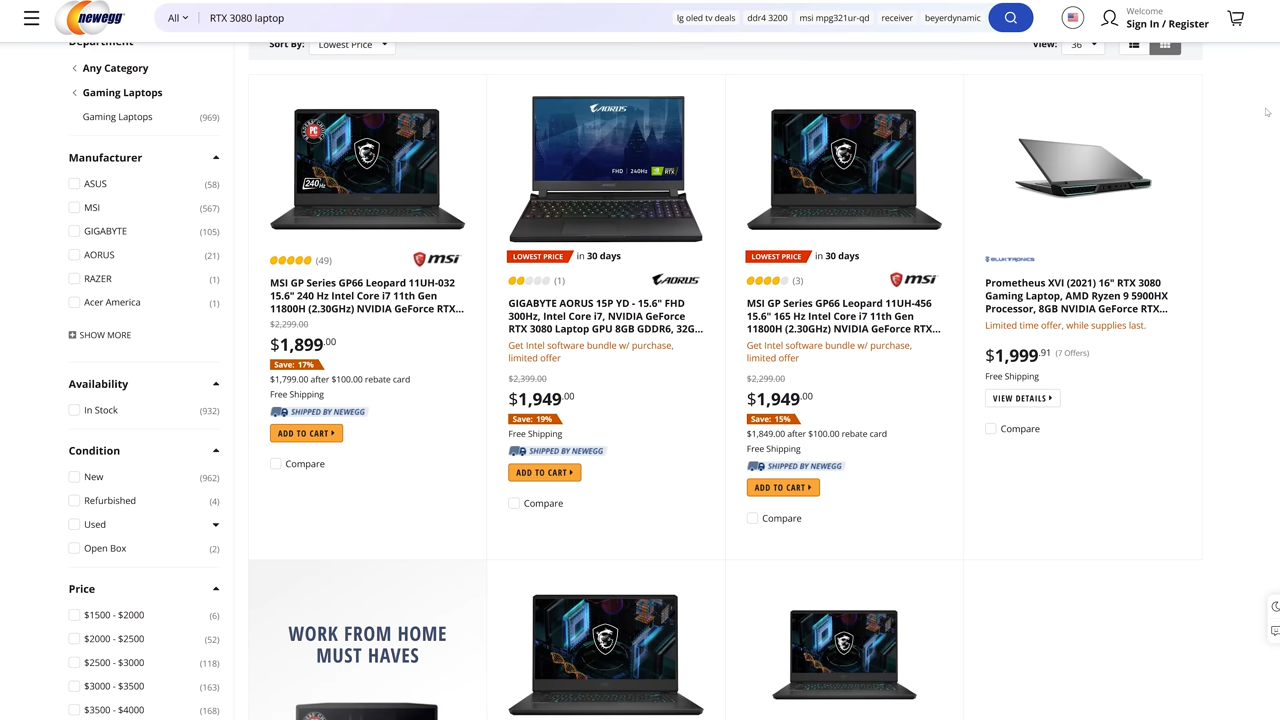 newegg
All
RTX 3080 laptop
lg oled tv deals
ddr4 3200
msi mpg321ur-qd
receiver
beyerdynamic
Welcome
Sign In / Register
Department
Any Category
Gaming Laptops
Gaming Laptops (969)
Manufacturer
ASUS (58)
MSI (567)
GIGABYTE (105)
AORUS (21)
RAZER (1)
Acer America (1)
SHOW MORE
Availability
In Stock (932)
Condition
New (962)
Refurbished (4)
Used
Open Box (2)
Price
$1500 - $2000 (6)
$2000 - $2500 (52)
$2500 - $3000 (118)
$3000 - $3500 (163)
$3500 - $4000 (168)
Sort By: Lowest Price
View: 36
PC
240Hz
(49)
msi
MSI GP Series GP66 Leopard 11UH-032
15.6" 240 Hz Intel Core i7 11th Gen
11800H (2.30GHz) NVIDIA GeForce RTX...
$2,299.00
$1,899.00
Save: 17%
$1,799.00 after $100.00 rebate card
Free Shipping
SHIPPED BY NEWEGG
ADD TO CART
Compare
AORUS
FHD 240Hz RTX
LOWEST PRICE in 30 days
(1)
AORUS
GIGABYTE AORUS 15P YD - 15.6" FHD
300Hz, Intel Core i7, NVIDIA GeForce
RTX 3080 Laptop GPU 8GB GDDR6, 32G...
Get Intel software bundle w/ purchase,
limited offer
$2,399.00
$1,949.00
Save: 19%
Free Shipping
SHIPPED BY NEWEGG
ADD TO CART
Compare
LOWEST PRICE in 30 days
(3)
msi
MSI GP Series GP66 Leopard 11UH-456
15.6" 165 Hz Intel Core i7 11th Gen
11800H (2.30GHz) NVIDIA GeForce RTX...
Get Intel software bundle w/ purchase,
limited offer
$2,299.00
$1,949.00
Save: 15%
$1,849.00 after $100.00 rebate card
Free Shipping
SHIPPED BY NEWEGG
ADD TO CART
Compare
ELUKTRONICS
Prometheus XVI (2021) 16" RTX 3080
Gaming Laptop, AMD Ryzen 9 5900HX
Processor, 8GB NVIDIA GeForce RTX...
Limited time offer, while supplies last.
$1,999.91 (7 Offers)
Free Shipping
VIEW DETAILS
Compare
WORK FROM HOME
MUST HAVES